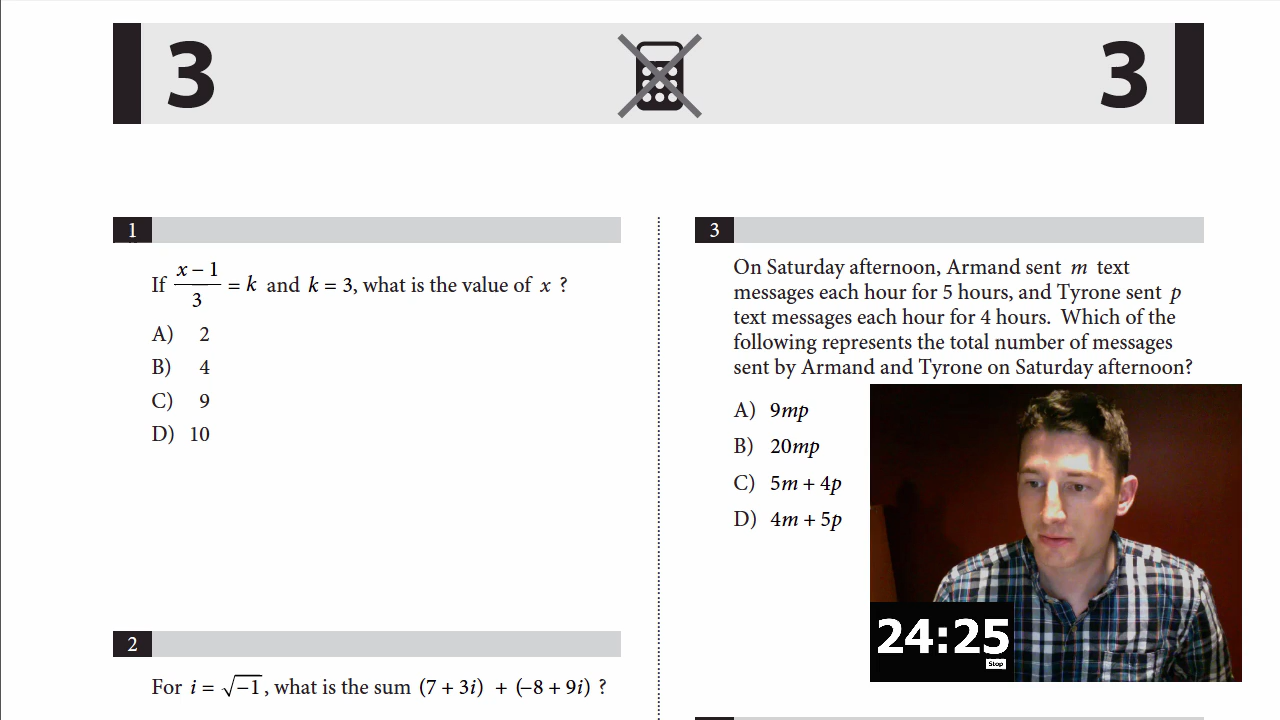 3 3
1
If x − 1 / 3 = k and k = 3, what is the value of x ?
A) 2
B) 4
C) 9
D) 10
2
For i = √−1, what is the sum (7 + 3i) + (−8 + 9i) ?
3
On Saturday afternoon, Armand sent m text
messages each hour for 5 hours, and Tyrone sent p
text messages each hour for 4 hours. Which of the
following represents the total number of messages
sent by Armand and Tyrone on Saturday afternoon?
A) 9mp
B) 20mp
C) 5m + 4p
D) 4m + 5p
24:25
Stop